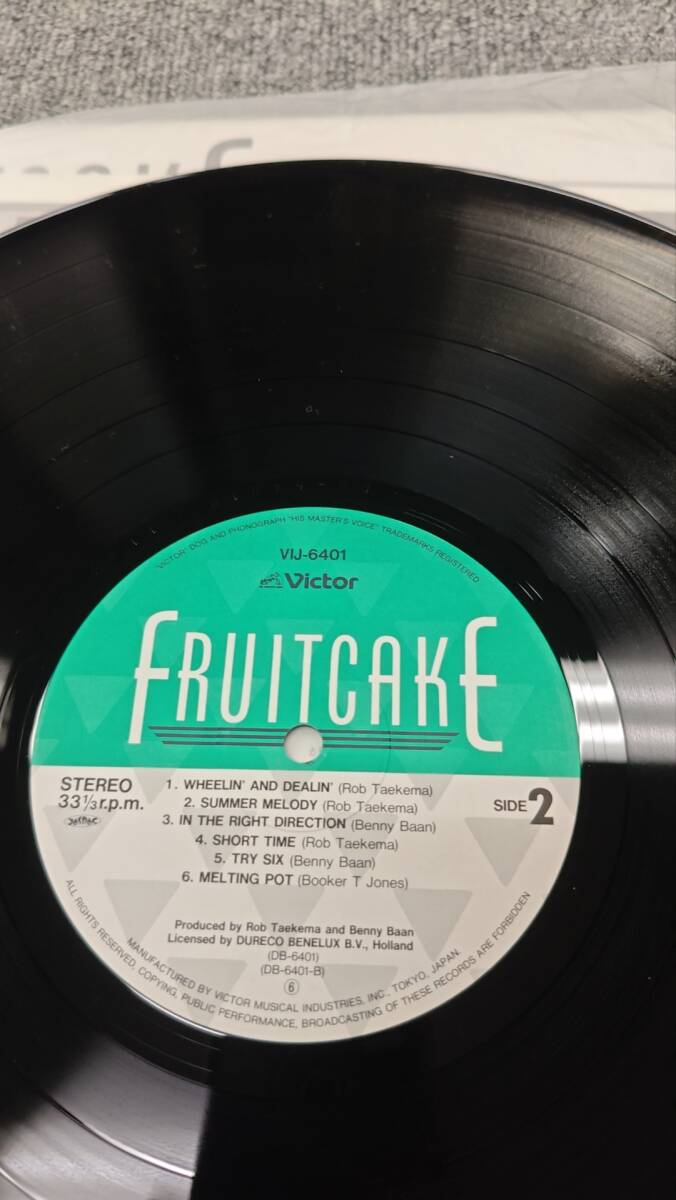 "VICTOR" DOG AND PHONOGRAPH "HIS MASTER'S VOICE" TRADEMARKS REGISTERED
VIJ-6401
Victor
FRUITCAKE
STEREO
33 1/3 r.p.m.
SIDE 2
1. WHEELIN' AND DEALIN' (Rob Taekema)
2. SUMMER MELODY (Rob Taekema)
3. IN THE RIGHT DIRECTION (Benny Baan)
4. SHORT TIME (Rob Taekema)
5. TRY SIX (Benny Baan)
6. MELTING POT (Booker T Jones)
Produced by Rob Taekema and Benny Baan
Licensed by DURECO BENELUX B.V., Holland
(DB-6401)
(DB-6401-B)
⑥
MANUFACTURED BY VICTOR MUSICAL INDUSTRIES, INC., TOKYO, JAPAN.
ALL RIGHTS RESERVED, COPYING, PUBLIC PERFORMANCE, BROADCASTING OF THESE RECORDS ARE FORBIDDEN